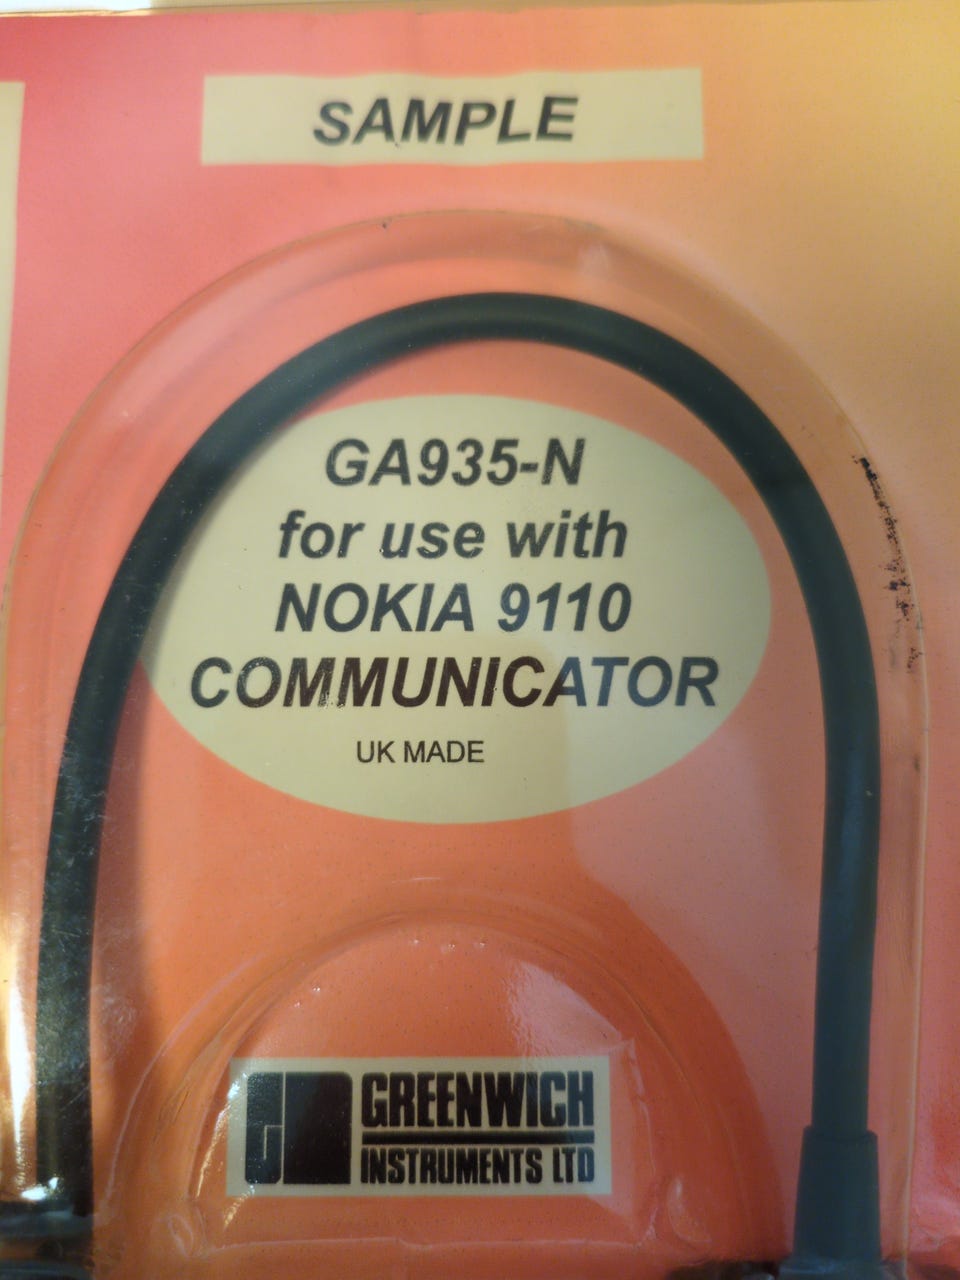 SAMPLE
GA935-N
for use with
NOKIA 9110
COMMUNICATOR
UK MADE
GREENWICH
INSTRUMENTS LTD